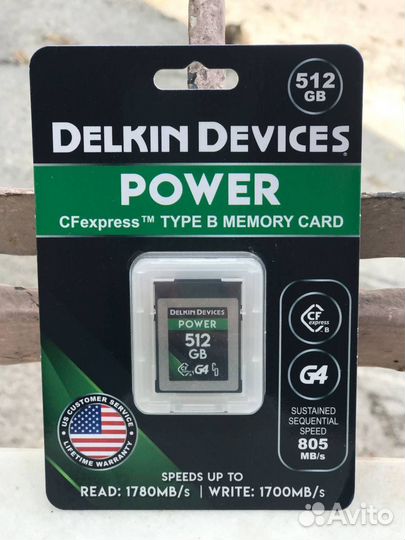 512
GB
DELKIN DEVICES®
POWER
CFexpress™ TYPE B MEMORY CARD
DELKIN DEVICES
POWER
512
GB
G4
CF
express
B
G4
SUSTAINED
SEQUENTIAL
SPEED
805
MB/s
US CUSTOMER SERVICE
LIFETIME WARRANTY
SPEEDS UP TO
READ: 1780MB/s | WRITE: 1700MB/s
Avito